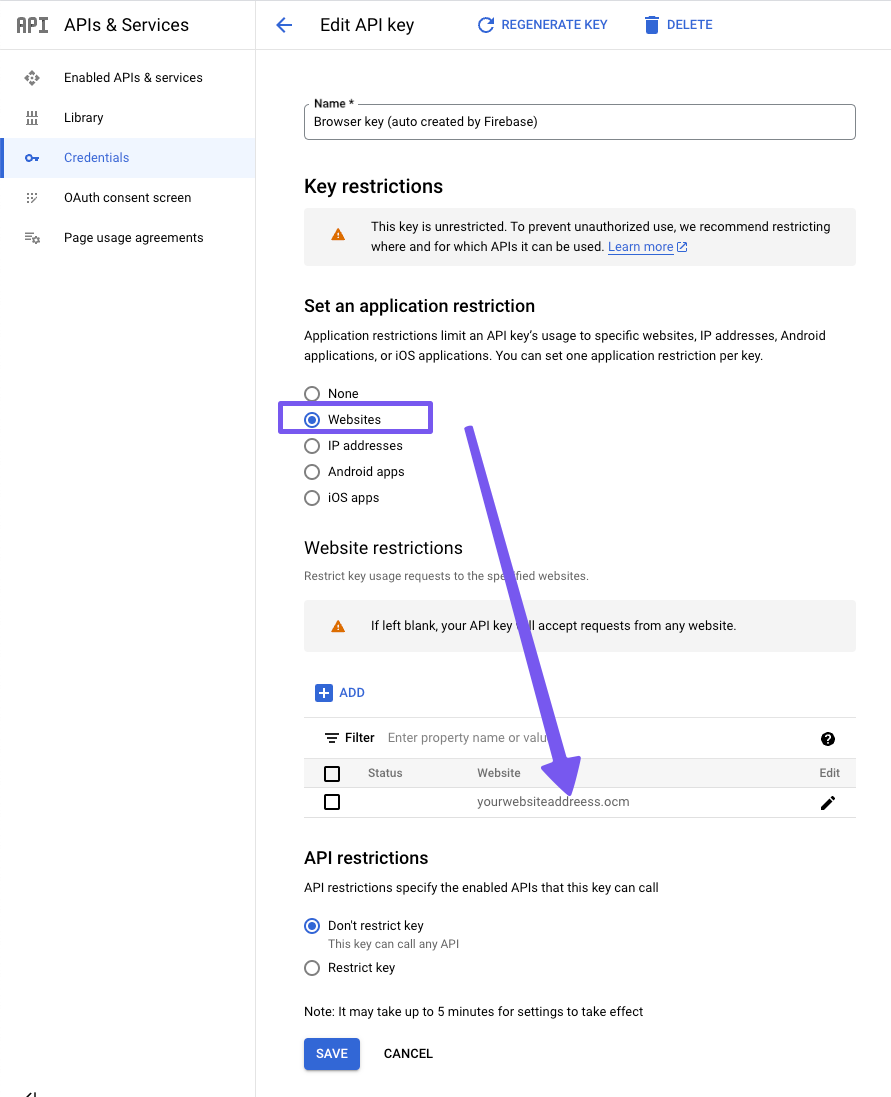 API APIs & Services
Edit API key
REGENERATE KEY
DELETE
Enabled APIs & services
Library
Credentials
OAuth consent screen
Page usage agreements
Name *
Browser key (auto created by Firebase)
Key restrictions
This key is unrestricted. To prevent unauthorized use, we recommend restricting
where and for which APIs it can be used. Learn more
Set an application restriction
Application restrictions limit an API key's usage to specific websites, IP addresses, Android
applications, or iOS applications. You can set one application restriction per key.
None
Websites
IP addresses
Android apps
iOS apps
Website restrictions
Restrict key usage requests to the specified websites.
If left blank, your API key will accept requests from any website.
ADD
Filter Enter property name or value
Status Website Edit
yourwebsiteaddreess.ocm
API restrictions
API restrictions specify the enabled APIs that this key can call
Don't restrict key
This key can call any API
Restrict key
Note: It may take up to 5 minutes for settings to take effect
SAVE CANCEL